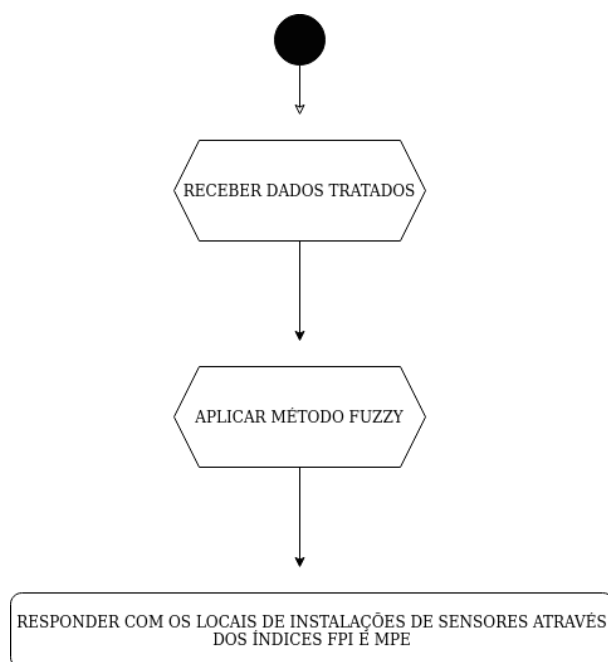 RECEBER DADOS TRATADOS
APLICAR MÉTODO FUZZY
RESPONDER COM OS LOCAIS DE INSTALAÇÕES DE SENSORES ATRAVÉS
DOS ÍNDICES FPI E MPE